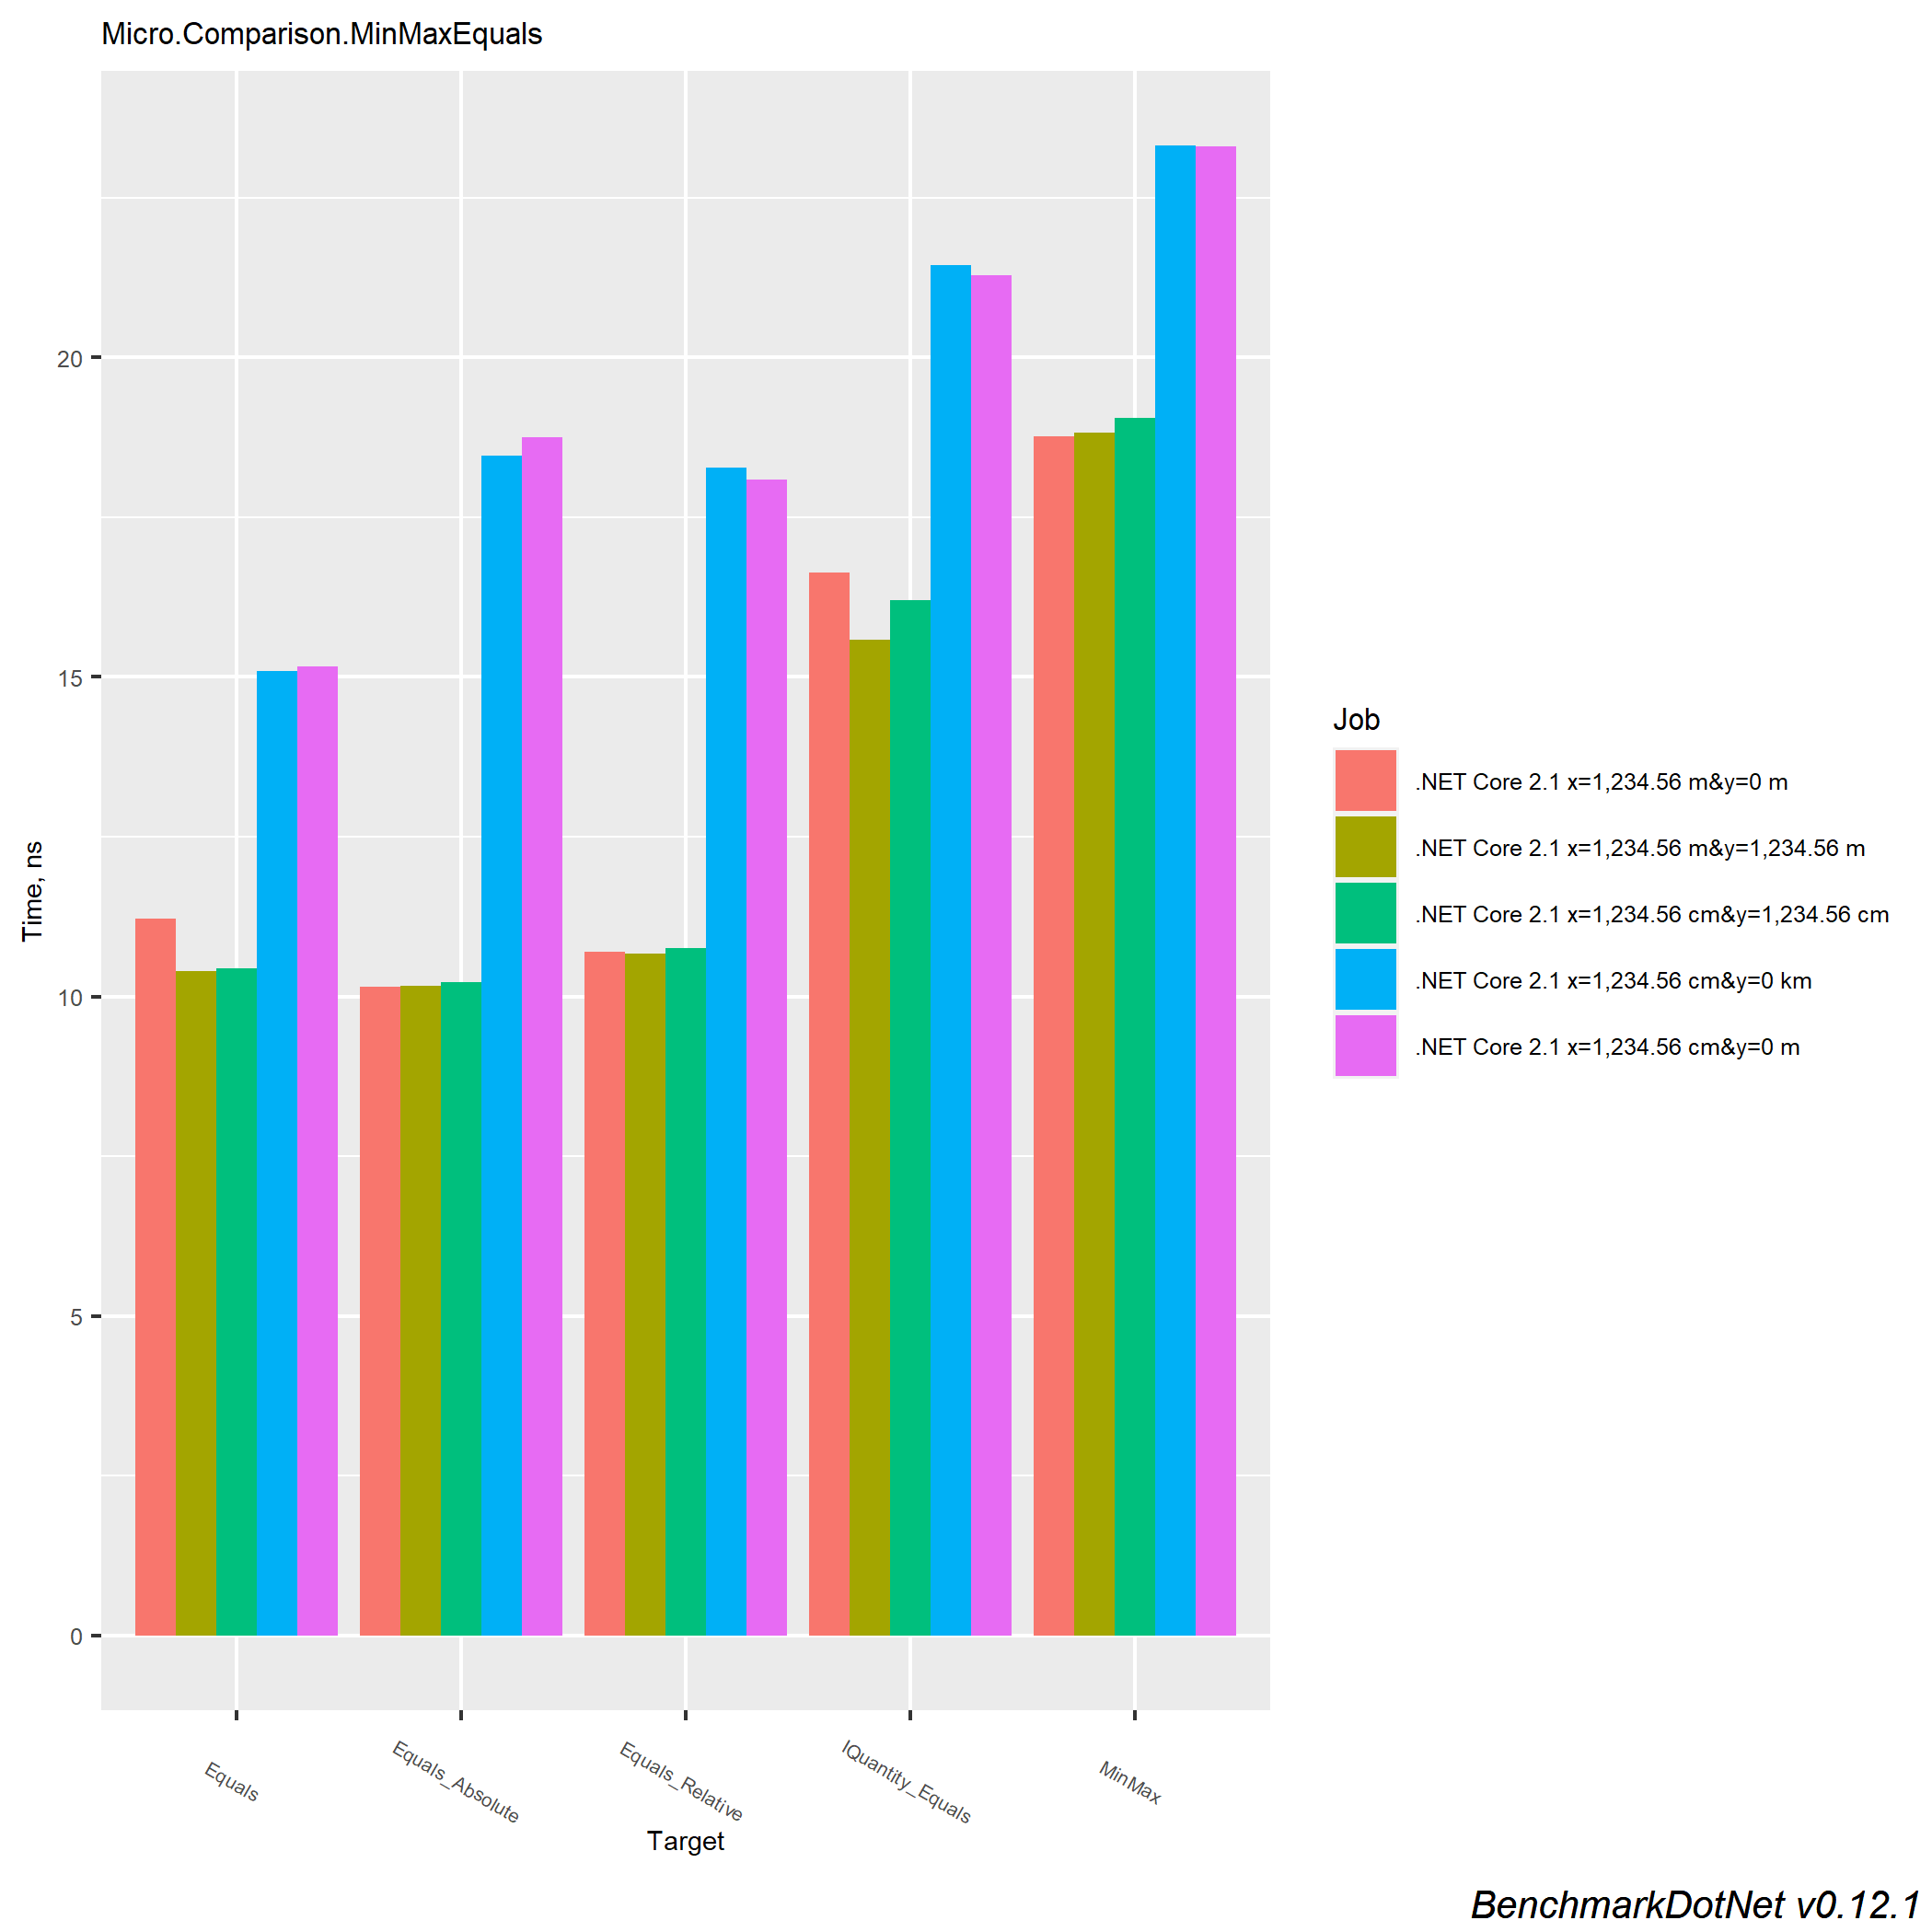 Micro.Comparison.MinMaxEquals
20
15
10
5
0
Time, ns
Equals
Equals_Absolute
Equals_Relative
IQuantity_Equals
MinMax
Target
Job
.NET Core 2.1 x=1,234.56 m&y=0 m
.NET Core 2.1 x=1,234.56 m&y=1,234.56 m
.NET Core 2.1 x=1,234.56 cm&y=1,234.56 cm
.NET Core 2.1 x=1,234.56 cm&y=0 km
.NET Core 2.1 x=1,234.56 cm&y=0 m
BenchmarkDotNet v0.12.1